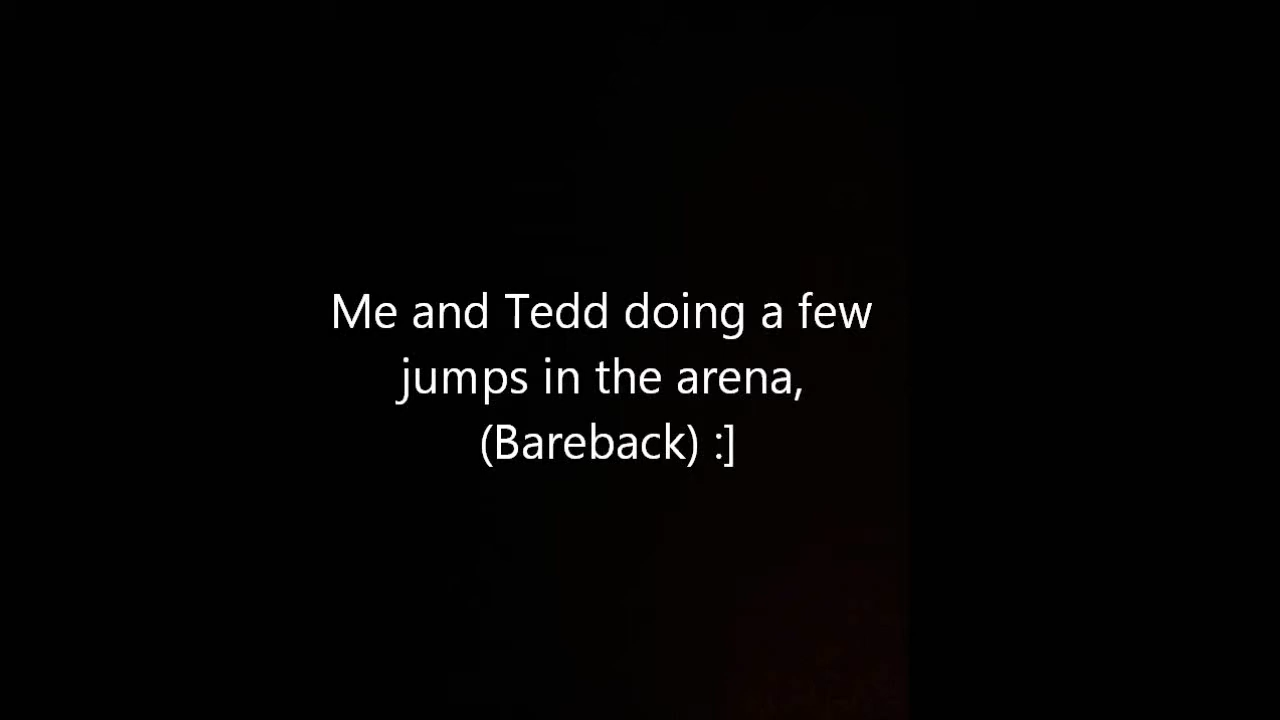 Me and Tedd doing a few
jumps in the arena,
(Bareback) :]